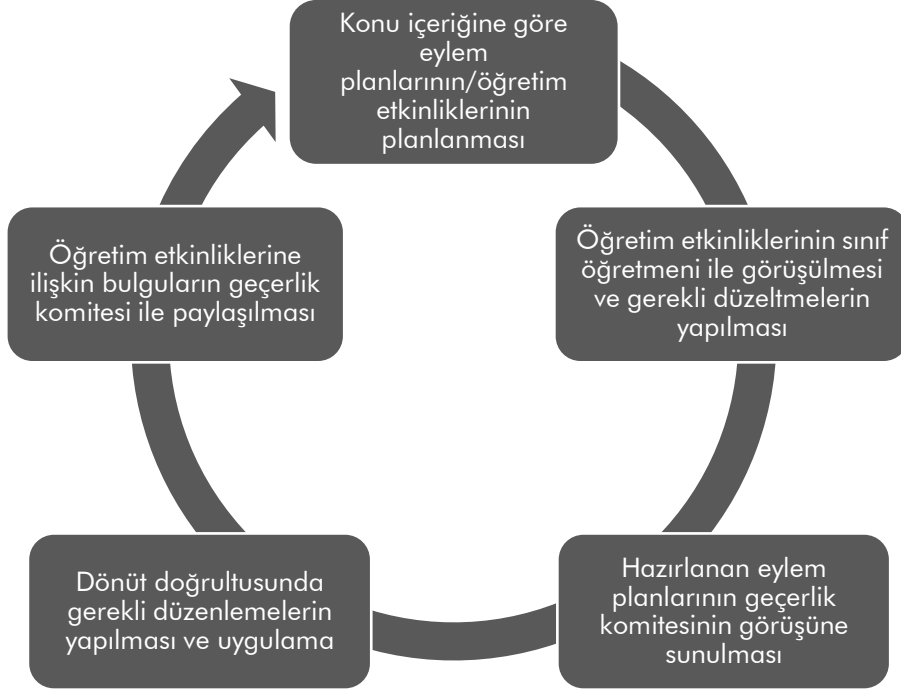 Konu içeriğine göre
eylem
planlarının/öğretim
etkinliklerinin
planlanması
Öğretim etkinliklerinin sınıf
öğretmeni ile görüşülmesi
ve gerekli düzeltmelerin
yapılması
Hazırlanan eylem
planlarının geçerlik
komitesinin görüşüne
sunulması
Dönüt doğrultusunda
gerekli düzenlemelerin
yapılması ve uygulama
Öğretim etkinliklerine
ilişkin bulguların geçerlik
komitesi ile paylaşılması